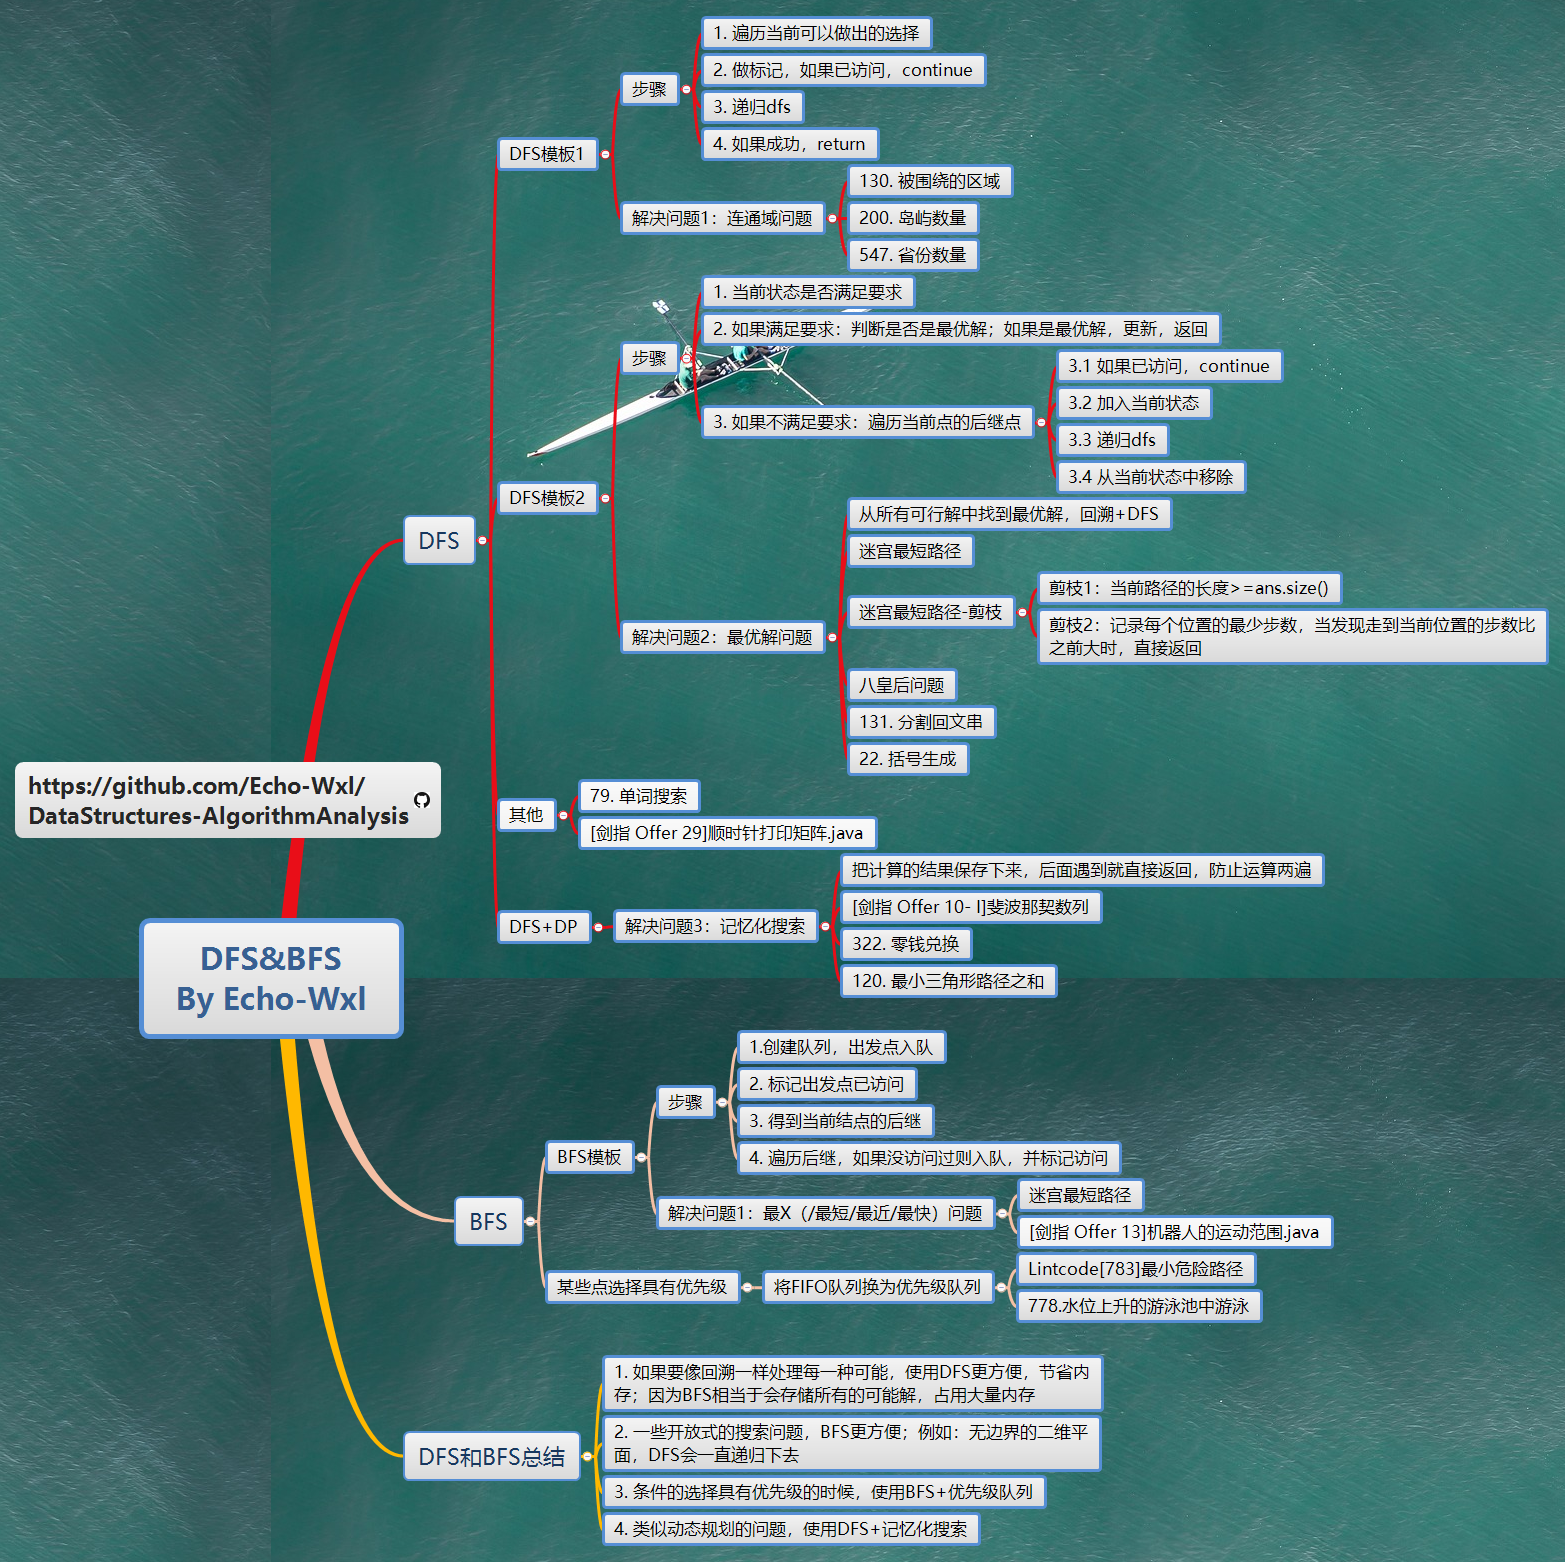 https://github.com/Echo-Wxl/
DataStructures-AlgorithmAnalysis
DFS&BFS
By Echo-Wxl
DFS
DFS模板1
步骤
1. 遍历当前可以做出的选择
2. 做标记，如果已访问，continue
3. 递归dfs
4. 如果成功，return
解决问题1：连通域问题
130. 被围绕的区域
200. 岛屿数量
547. 省份数量
DFS模板2
步骤
1. 当前状态是否满足要求
2. 如果满足要求：判断是否是最优解；如果是最优解，更新，返回
3. 如果不满足要求：遍历当前点的后继点
3.1 如果已访问，continue
3.2 加入当前状态
3.3 递归dfs
3.4 从当前状态中移除
解决问题2：最优解问题
从所有可行解中找到最优解，回溯+DFS
迷宫最短路径
迷宫最短路径-剪枝
剪枝1：当前路径的长度>=ans.size()
剪枝2：记录每个位置的最少步数，当发现走到当前位置的步数比
之前大时，直接返回
八皇后问题
131. 分割回文串
22. 括号生成
其他
79. 单词搜索
[剑指 Offer 29]顺时针打印矩阵.java
DFS+DP
解决问题3：记忆化搜索
把计算的结果保存下来，后面遇到就直接返回，防止运算两遍
[剑指 Offer 10- I]斐波那契数列
322. 零钱兑换
120. 最小三角形路径之和
BFS
BFS模板
步骤
1.创建队列，出发点入队
2. 标记出发点已访问
3. 得到当前结点的后继
4. 遍历后继，如果没访问过则入队，并标记访问
解决问题1：最X（/最短/最近/最快）问题
迷宫最短路径
[剑指 Offer 13]机器人的运动范围.java
某些点选择具有优先级
将FIFO队列换为优先级队列
Lintcode[783]最小危险路径
778.水位上升的游泳池中游泳
DFS和BFS总结
1. 如果要像回溯一样处理每一种可能，使用DFS更方便，节省内
存；因为BFS相当于会存储所有的可能解，占用大量内存
2. 一些开放式的搜索问题，BFS更方便；例如：无边界的二维平
面，DFS会一直递归下去
3. 条件的选择具有优先级的时候，使用BFS+优先级队列
4. 类似动态规划的问题，使用DFS+记忆化搜索